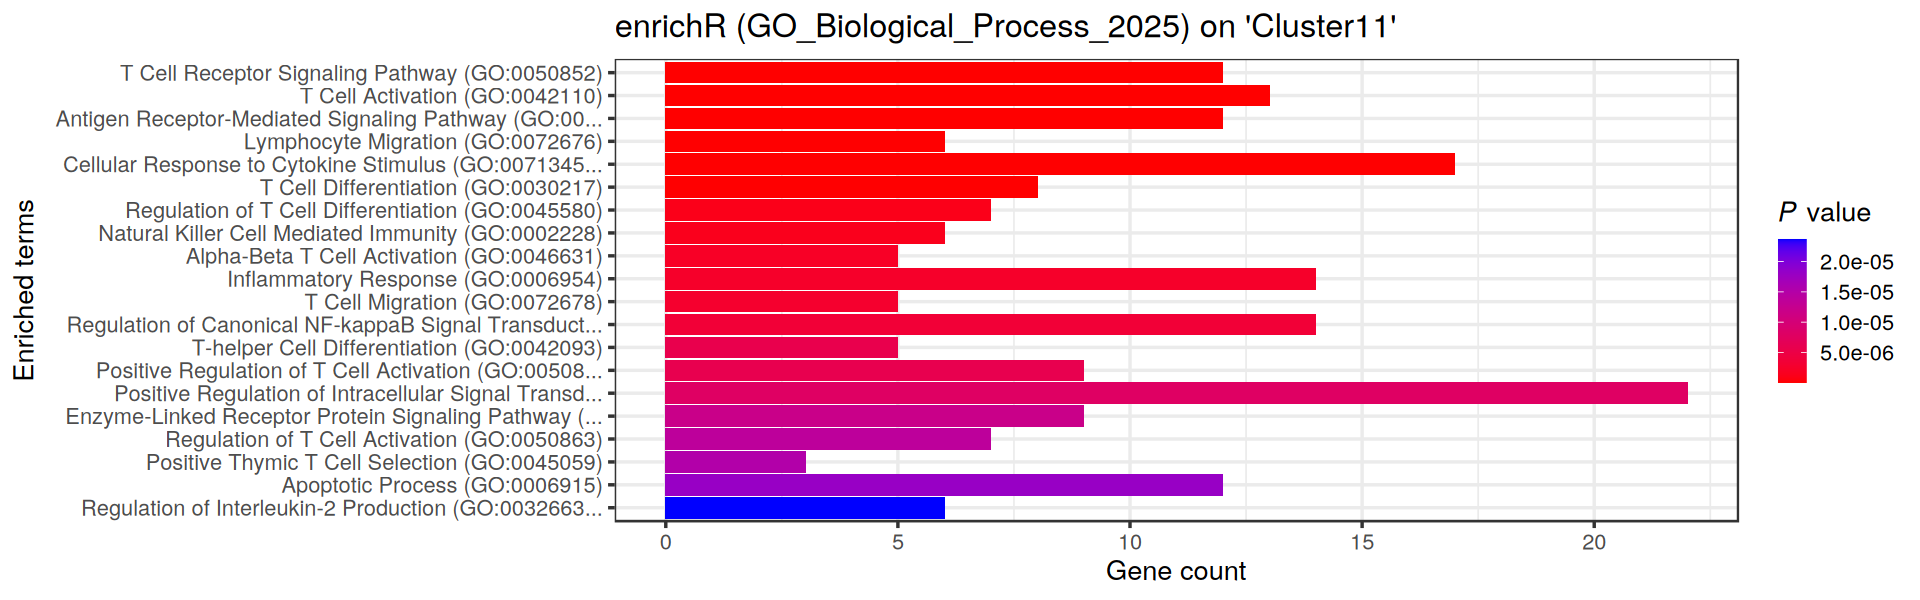 enrichR (GO_Biological_Process_2025) on 'Cluster11'
T Cell Receptor Signaling Pathway (GO:0050852)
T Cell Activation (GO:0042110)
Antigen Receptor-Mediated Signaling Pathway (GO:00...
Lymphocyte Migration (GO:0072676)
Cellular Response to Cytokine Stimulus (GO:0071345...
T Cell Differentiation (GO:0030217)
Regulation of T Cell Differentiation (GO:0045580)
Natural Killer Cell Mediated Immunity (GO:0002228)
Alpha-Beta T Cell Activation (GO:0046631)
Inflammatory Response (GO:0006954)
T Cell Migration (GO:0072678)
Regulation of Canonical NF-kappaB Signal Transduct...
T-helper Cell Differentiation (GO:0042093)
Positive Regulation of T Cell Activation (GO:00508...
Positive Regulation of Intracellular Signal Transd...
Enzyme-Linked Receptor Protein Signaling Pathway (...
Regulation of T Cell Activation (GO:0050863)
Positive Thymic T Cell Selection (GO:0045059)
Apoptotic Process (GO:0006915)
Regulation of Interleukin-2 Production (GO:0032663...
Enriched terms
0 5 10 15 20
Gene count
P value
2.0e-05
1.5e-05
1.0e-05
5.0e-06